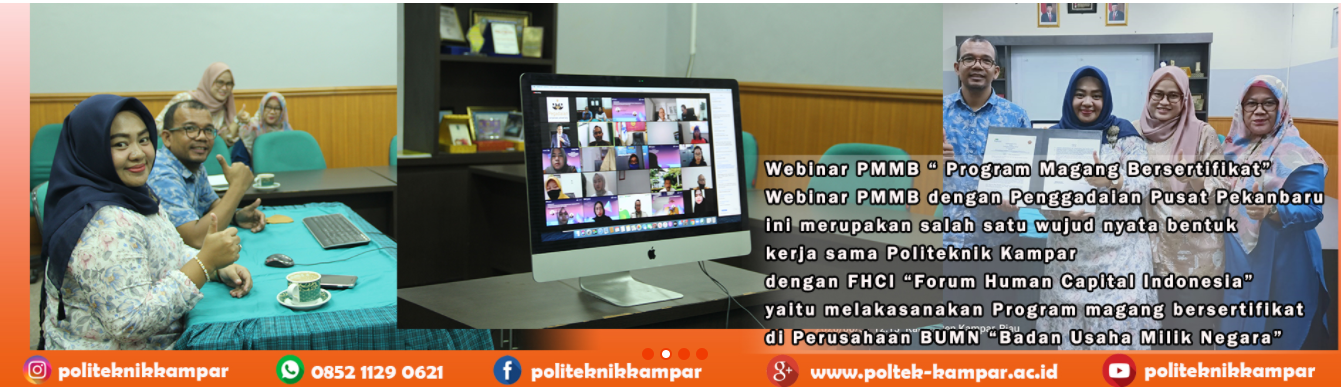 Webinar PMMB “ Program Magang Bersertifikat”
Webinar PMMB dengan Penggadaian Pusat Pekanbaru
ini merupakan salah satu wujud nyata bentuk
kerja sama Politeknik Kampar
dengan FHCI “Forum Human Capital Indonesia”
yaitu melakasanakan Program magang bersertifikat
di Perusahaan BUMN “Badan Usaha Milik Negara”
politeknikkampar
0852 1129 0621
f politeknikkampar
g+ www.poltek-kampar.ac.id
politeknikkampar